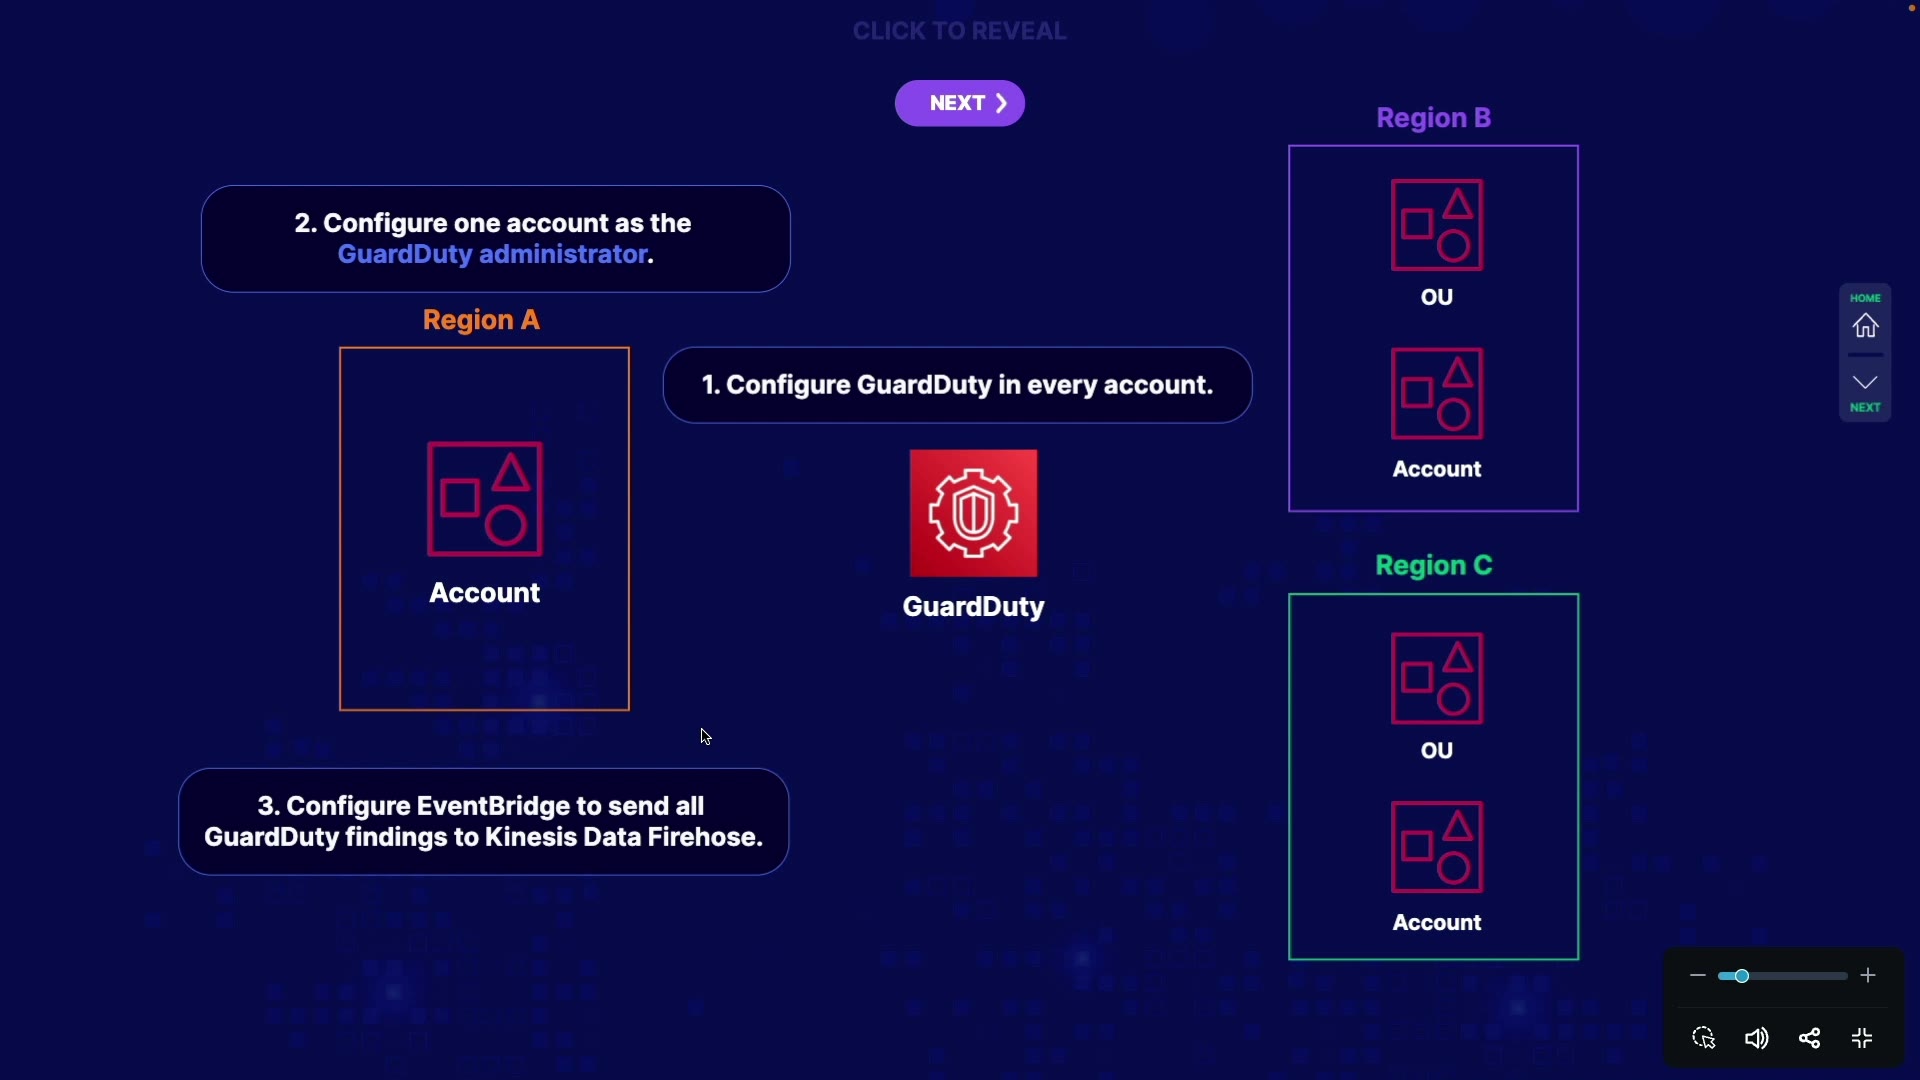 CLICK TO REVEAL
NEXT
2. Configure one account as the
GuardDuty administrator.
Region A
Account
3. Configure EventBridge to send all
GuardDuty findings to Kinesis Data Firehose.
1. Configure GuardDuty in every account.
GuardDuty
Region B
OU
Account
Region C
OU
Account
HOME
NEXT